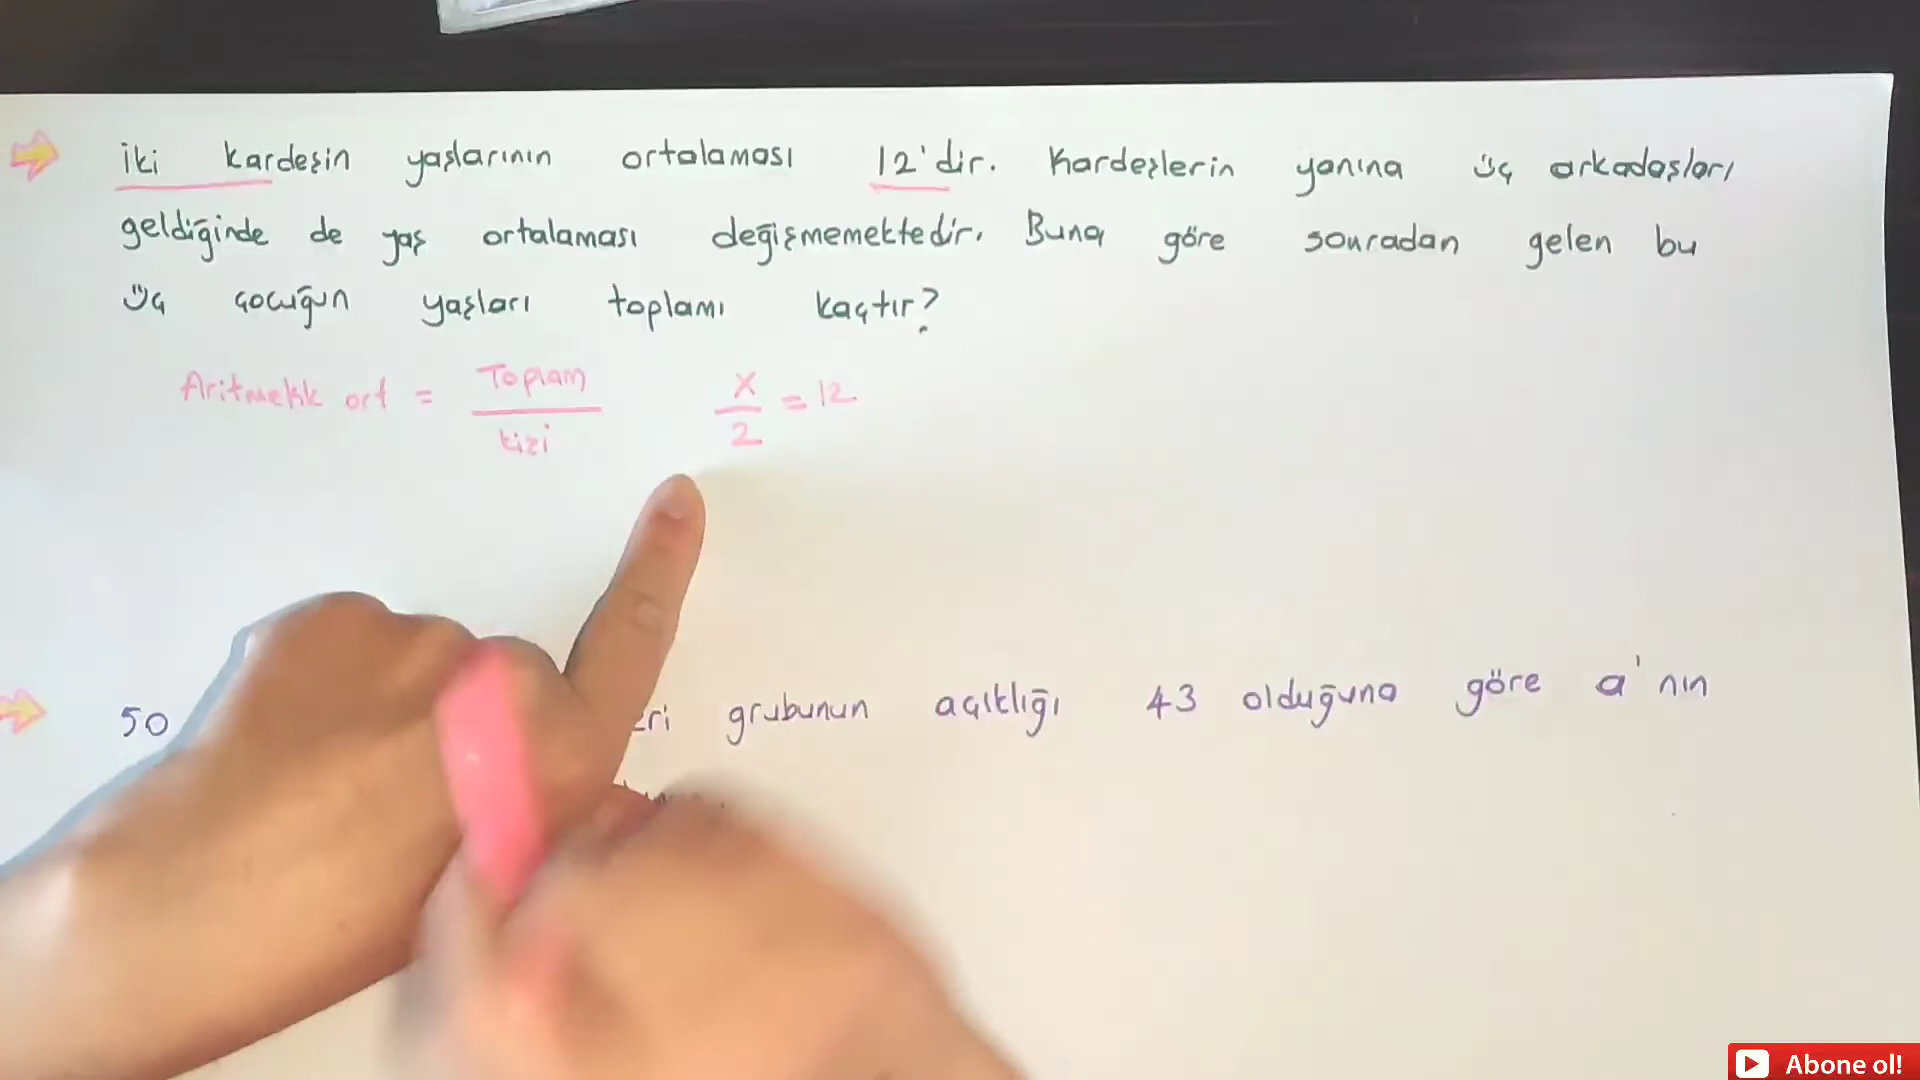 iki kardeşin yaşlarının ortalaması 12'dir. Kardeşlerin yanına üç arkadaşları
geldiğinde de yaş ortalaması değişmemektedir. Buna göre sonradan gelen bu
üç çocuğun yaşları toplamı kaçtır?
Aritmetik ort = Toplam
kişi
x
2
= 12
50 grubunun açıklığı 43 olduğuna göre a'nın
Abone ol!